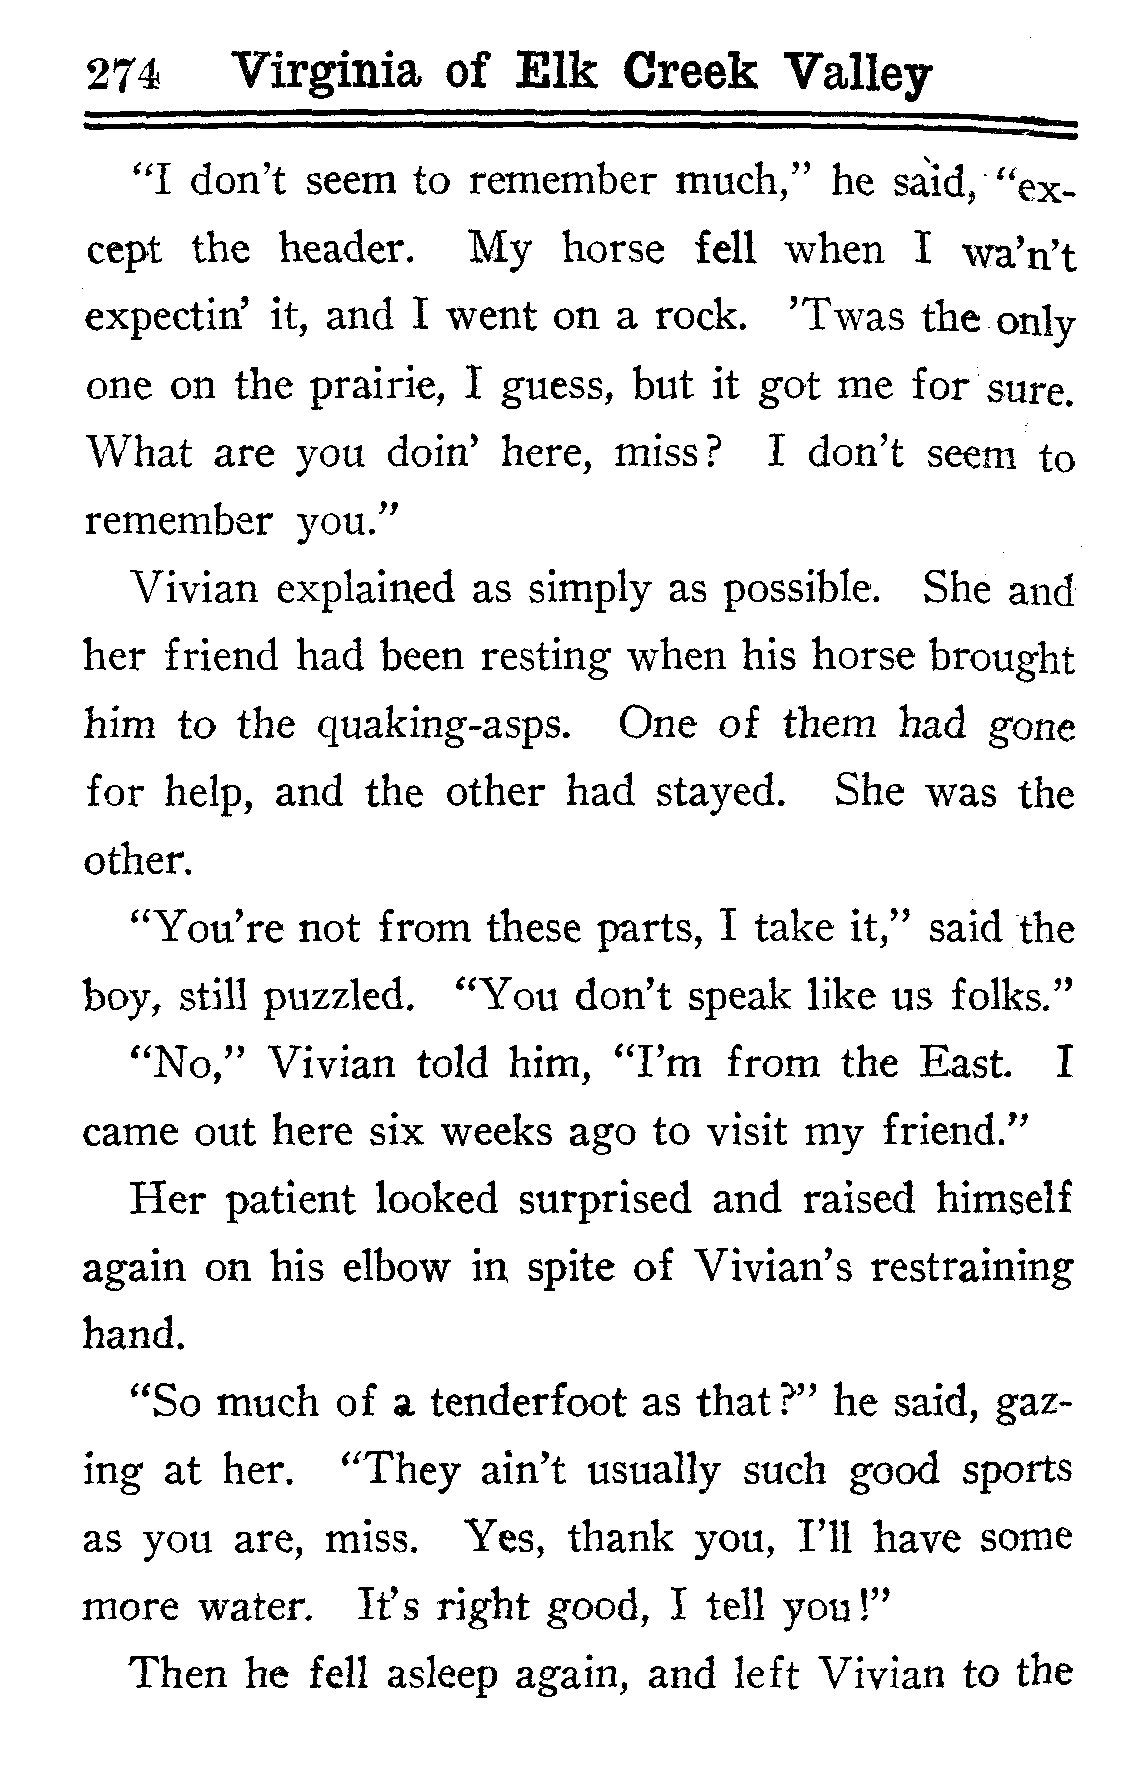 274 Virginia of Elk Creek Valley
“I don’t seem to remember much,” he said, “ex-
cept the header. My horse fell when I wa’n’t
expectin’ it, and I went on a rock. ’Twas the only
one on the prairie, I guess, but it got me for sure.
What are you doin’ here, miss? I don’t seem to
remember you.”
Vivian explained as simply as possible. She and
her friend had been resting when his horse brought
him to the quaking-asps. One of them had gone
for help, and the other had stayed. She was the
other.
“You’re not from these parts, I take it,” said the
boy, still puzzled. “You don’t speak like us folks.”
“No,” Vivian told him, “I’m from the East. I
came out here six weeks ago to visit my friend.”
Her patient looked surprised and raised himself
again on his elbow in spite of Vivian’s restraining
hand.
“So much of a tenderfoot as that?” he said, gaz-
ing at her. “They ain’t usually such good sports
as you are, miss. Yes, thank you, I’ll have some
more water. It’s right good, I tell you!”
Then he fell asleep again, and left Vivian to the